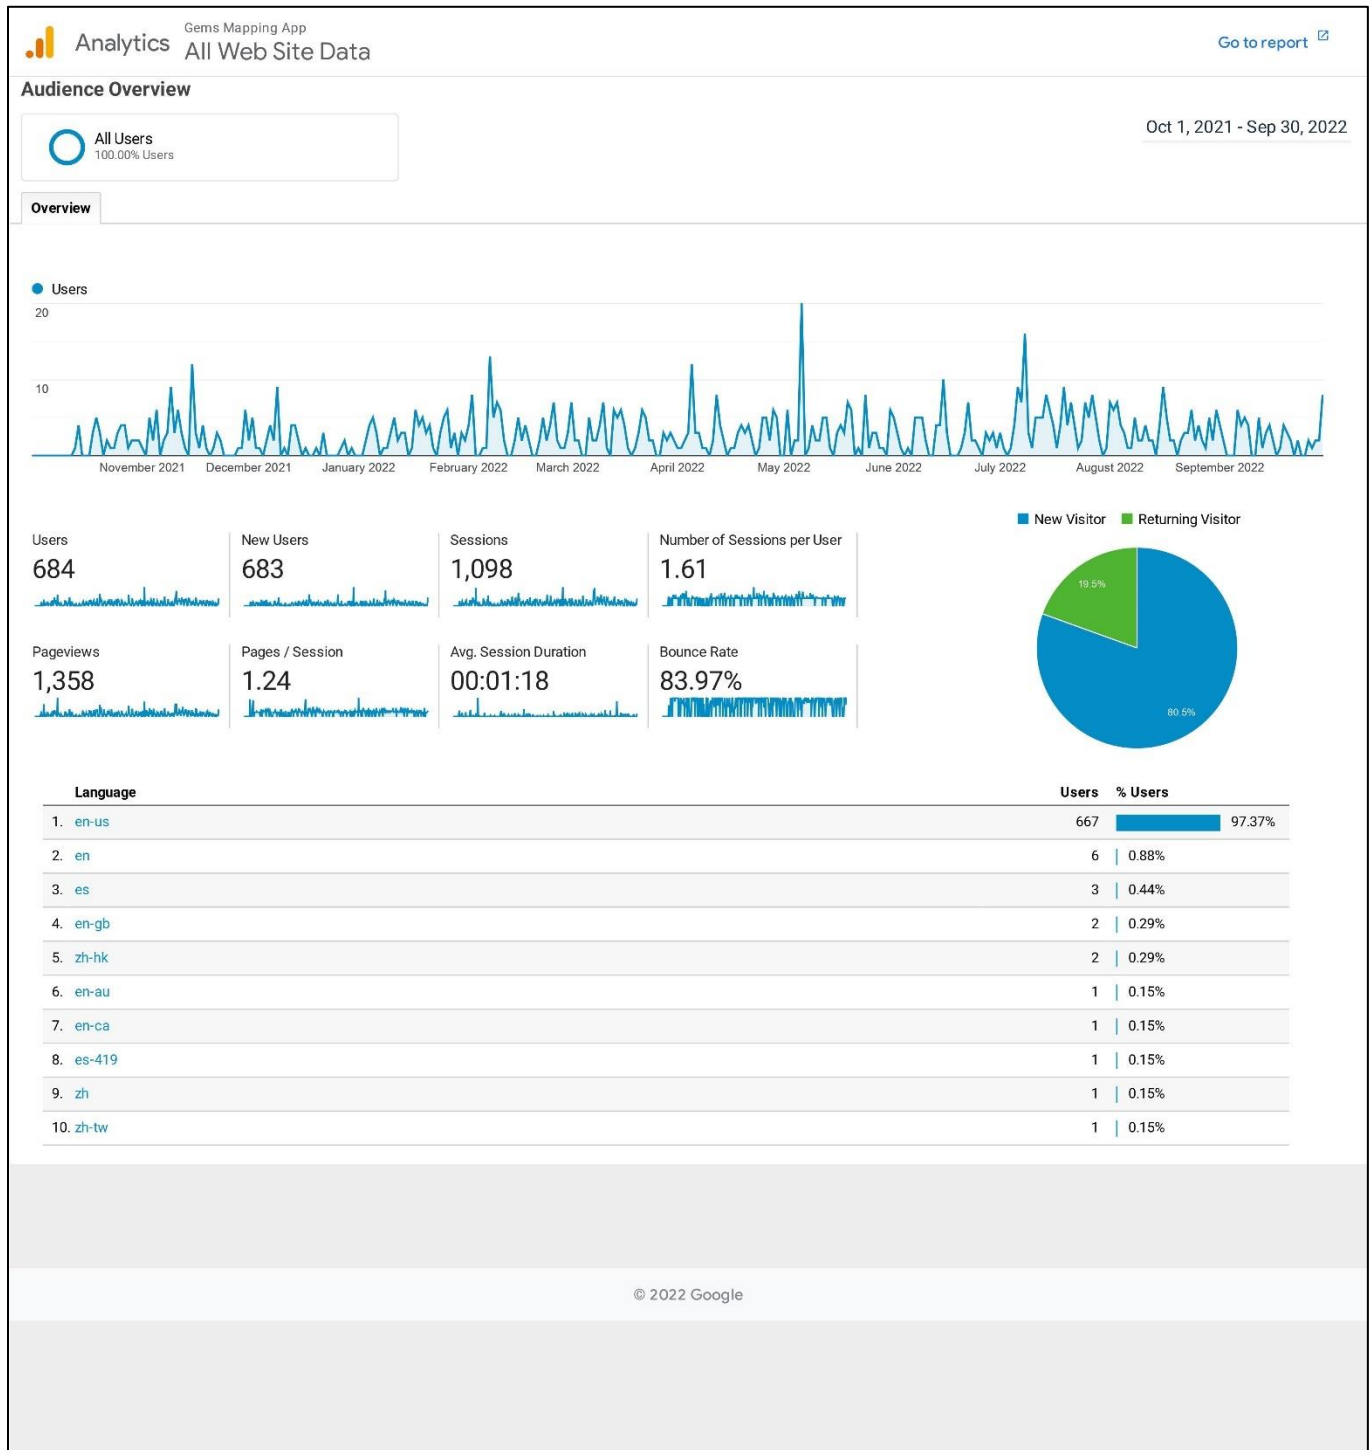 Analytics
Gems Mapping App
All Web Site Data
Go to report
Audience Overview
All Users
100.00% Users
Oct 1, 2021 - Sep 30, 2022
Overview
Users
20
10
November 2021 December 2021 January 2022 February 2022 March 2022 April 2022 May 2022 June 2022 July 2022 August 2022 September 2022
New Visitor Returning Visitor
Users
684
New Users
683
Sessions
1,098
Number of Sessions per User
1.61
Pageviews
1,358
Pages / Session
1.24
Avg. Session Duration
00:01:18
Bounce Rate
83.97%
19.5%
80.5%
Language Users % Users
1. en-us 667 97.37%
2. en 6 0.88%
3. es 3 0.44%
4. en-gb 2 0.29%
5. zh-hk 2 0.29%
6. en-au 1 0.15%
7. en-ca 1 0.15%
8. es-419 1 0.15%
9. zh 1 0.15%
10. zh-tw 1 0.15%
© 2022 Google